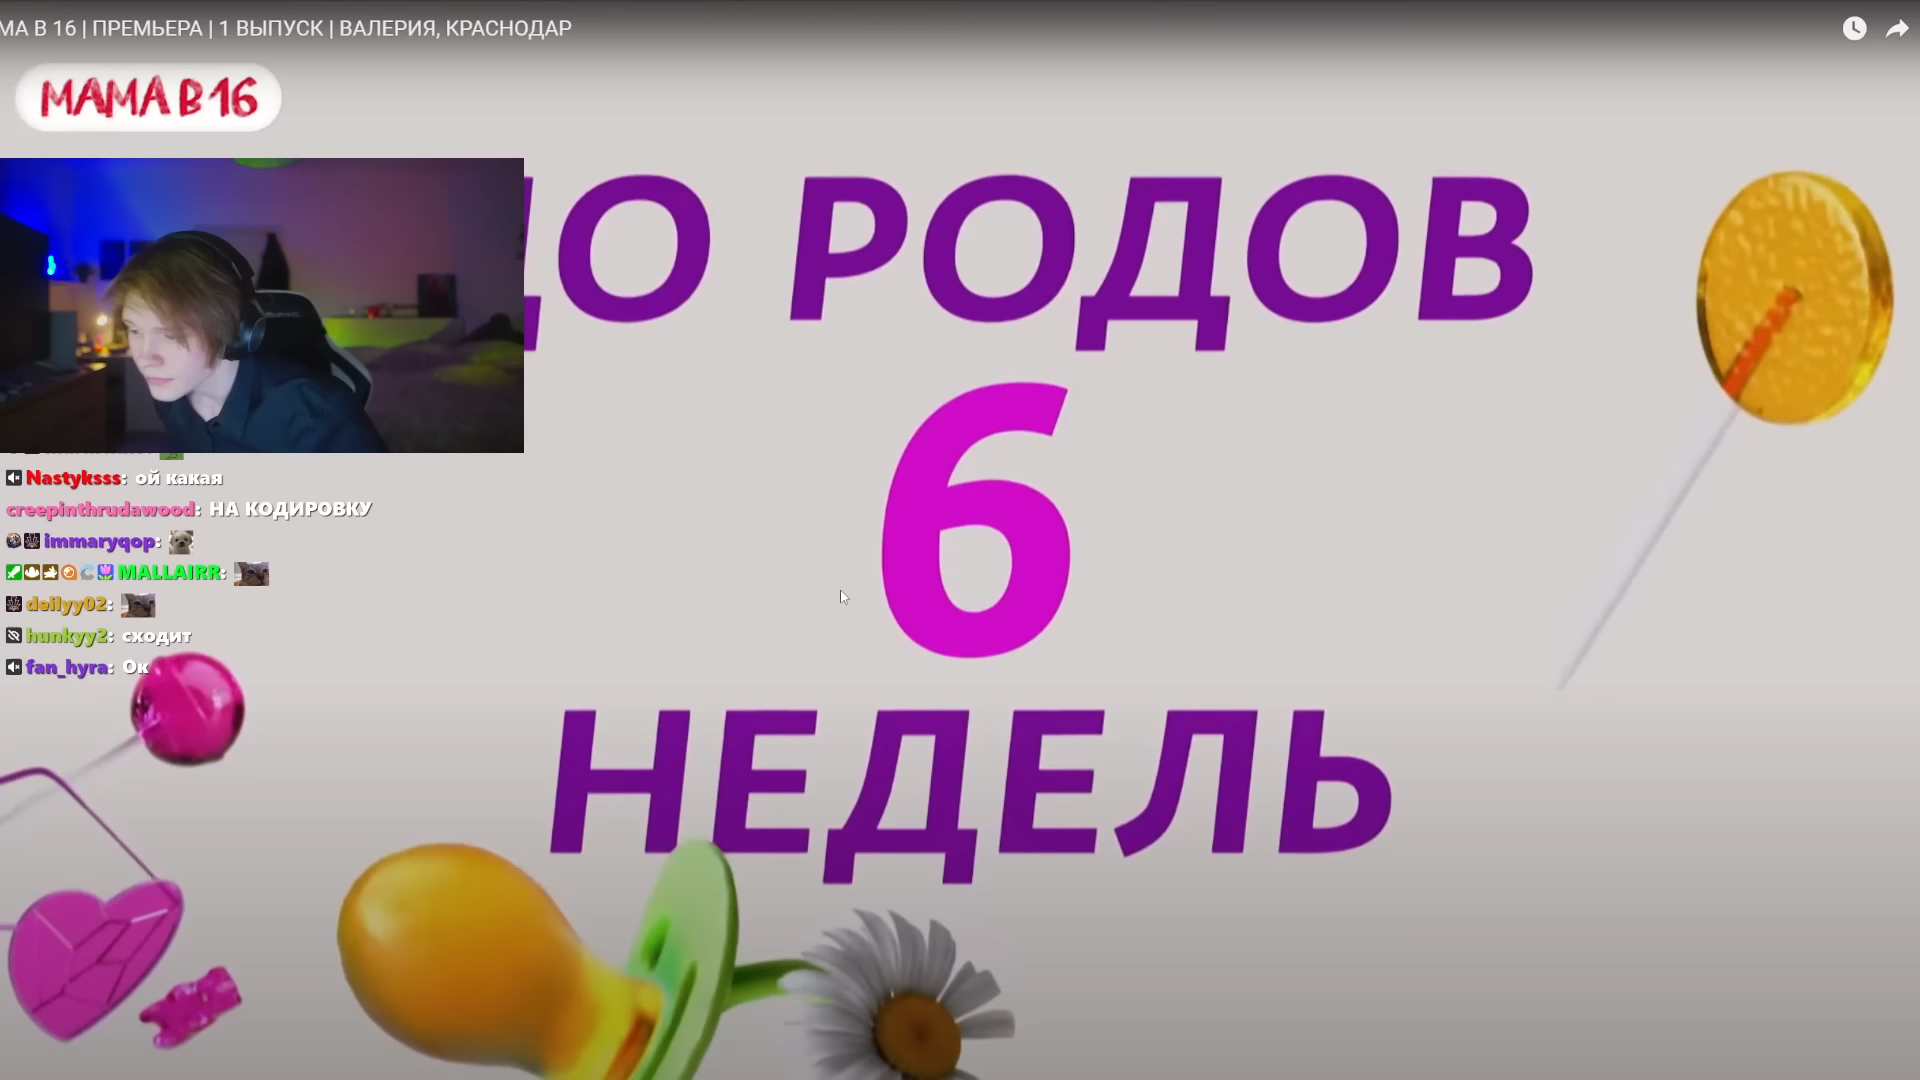 МА В 16 | ПРЕМЬЕРА | 1 ВЫПУСК | ВАЛЕРИЯ, КРАСНОДАР
МАМА В 16
ДО РОДОВ
6
НЕДЕЛЬ
Nastyksss: ой какая
creepinthrudawood: НА КОДИРОВКУ
immaryqop:
MALLAIRR:
deilyy02:
hunkyy2: сходит
fan_hyra: Ок